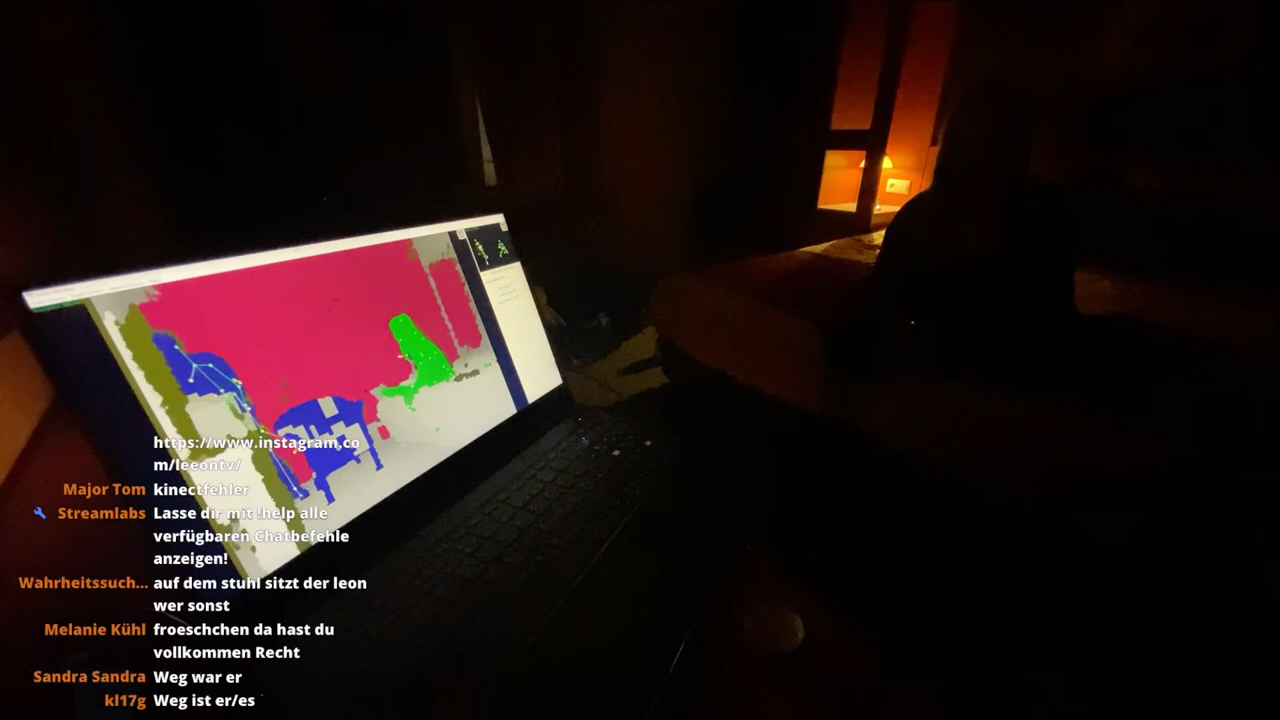 https://www.instagram.co
m/leeontv/
Major Tom kinectfehler
Streamlabs Lasse dir mit !help alle
verfügbaren Chatbefehle
anzeigen!
Wahrheitssuch... auf dem stuhl sitzt der leon
wer sonst
Melanie Kühl froeschchen da hast du
vollkommen Recht
Sandra Sandra Weg war er
kl17g Weg ist er/es